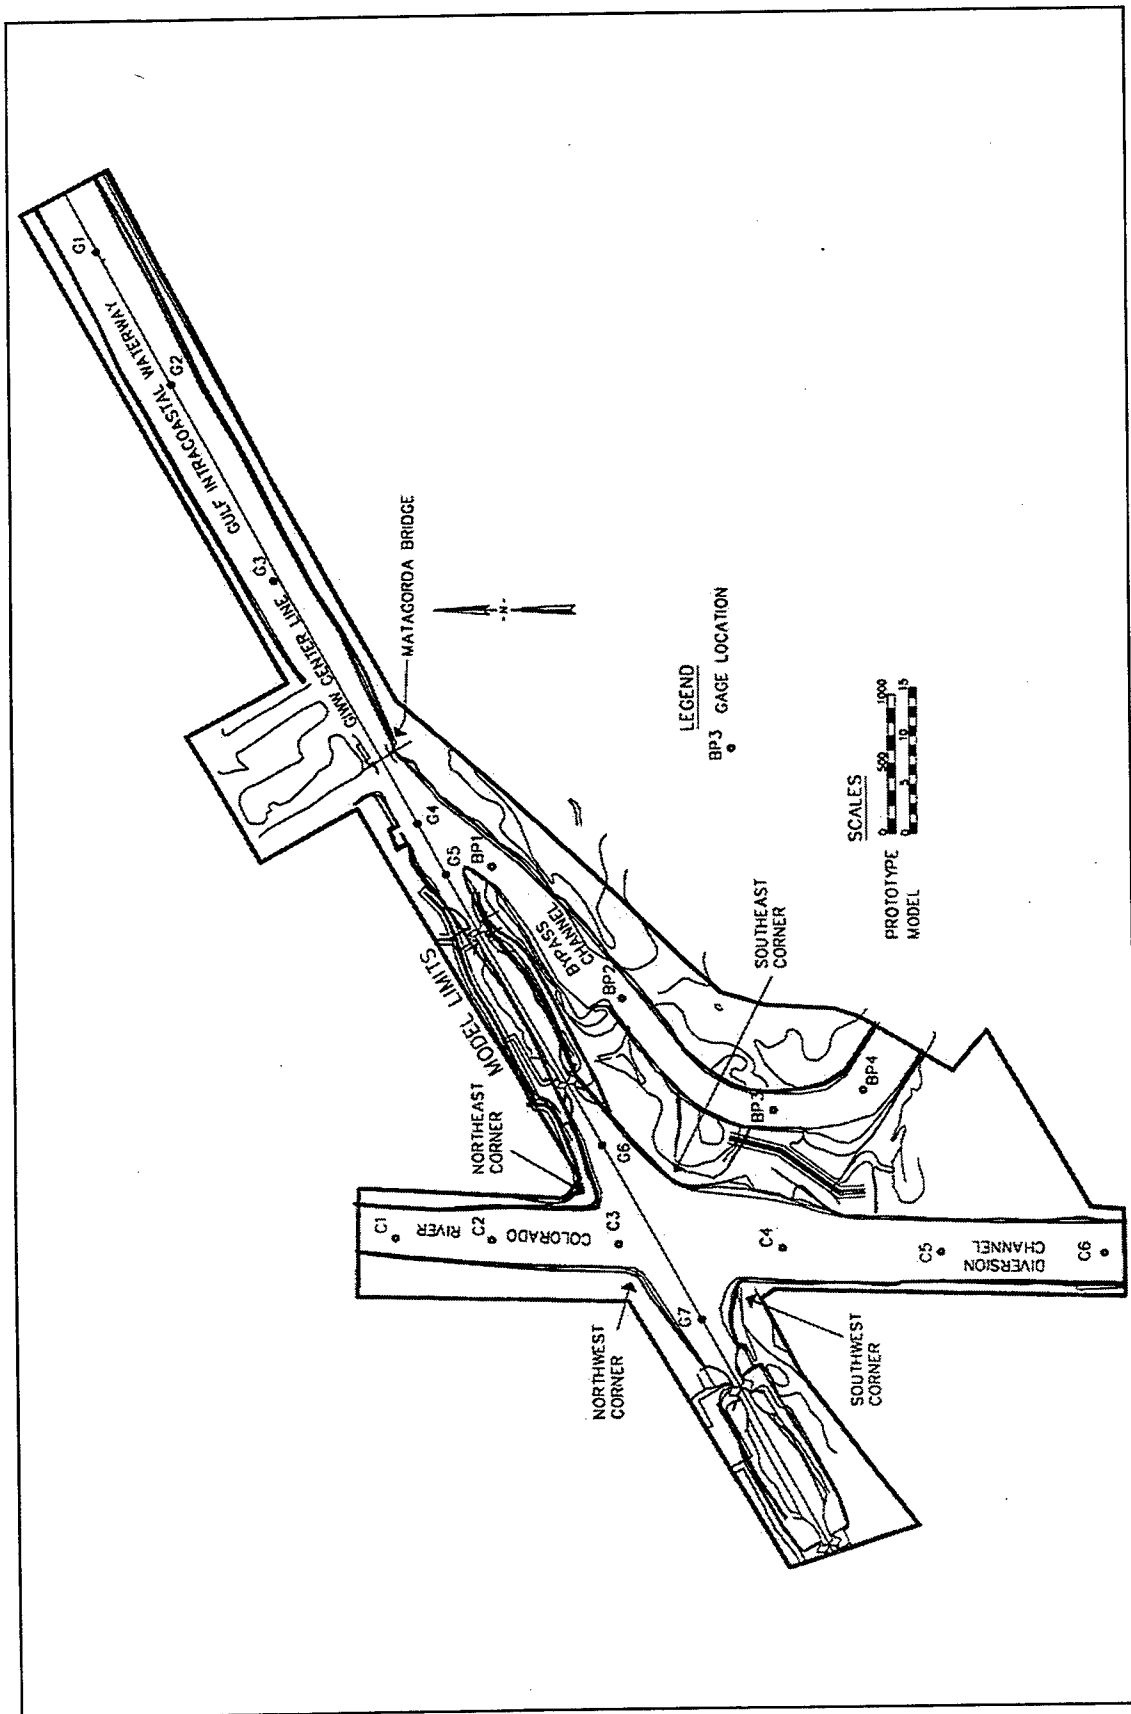 G1
G2
GULF INTRACOASTAL WATERWAY
G3
GIWW CENTER LINE
MATAGORDA BRIDGE
-N-
G4
G5
BP1
MODEL LIMITS
BYPASS
CHANNEL
BP2
LEGEND
BP3
GAGE LOCATION
SCALES
0 500 1000
PROTOTYPE
0 5 10 15
MODEL
SOUTHEAST
CORNER
NORTHEAST
CORNER
G6
BP3
BP4
C1
C2
COLORADO RIVER
C3
C4
C5
DIVERSION
CHANNEL
C6
G7
NORTHWEST
CORNER
SOUTHWEST
CORNER